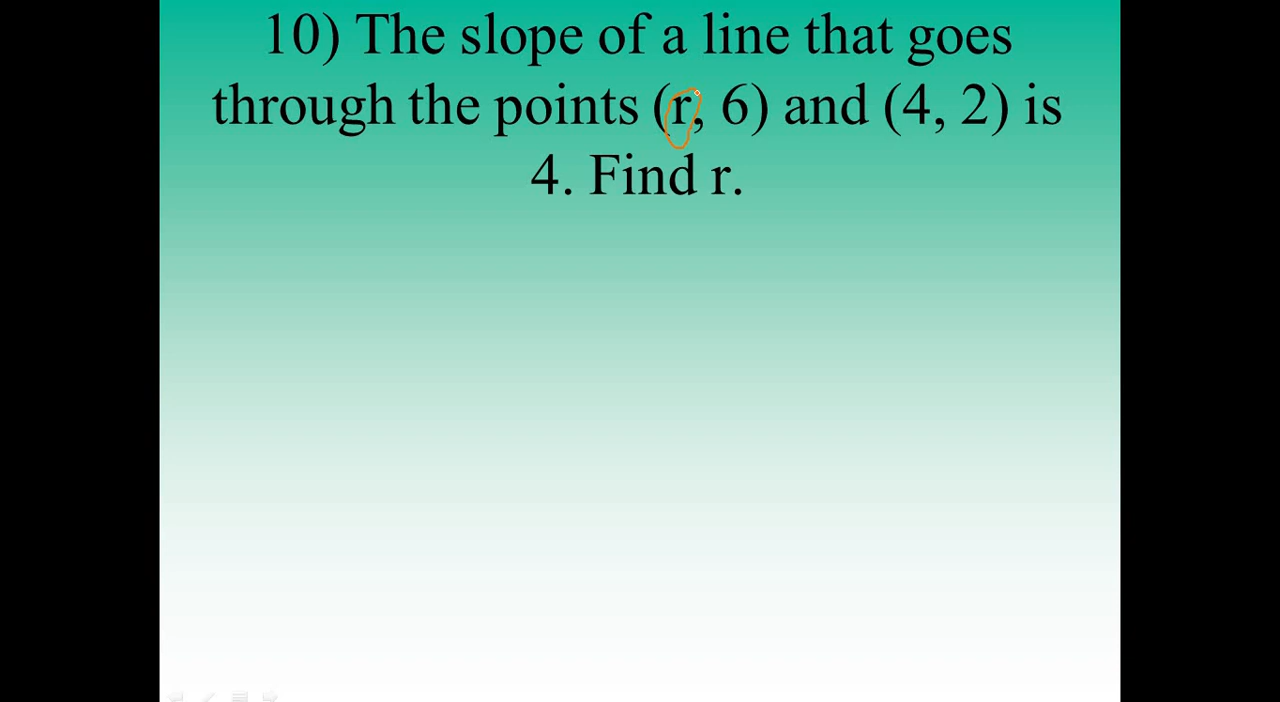 10) The slope of a line that goes
through the points (r, 6) and (4, 2) is
4. Find r.